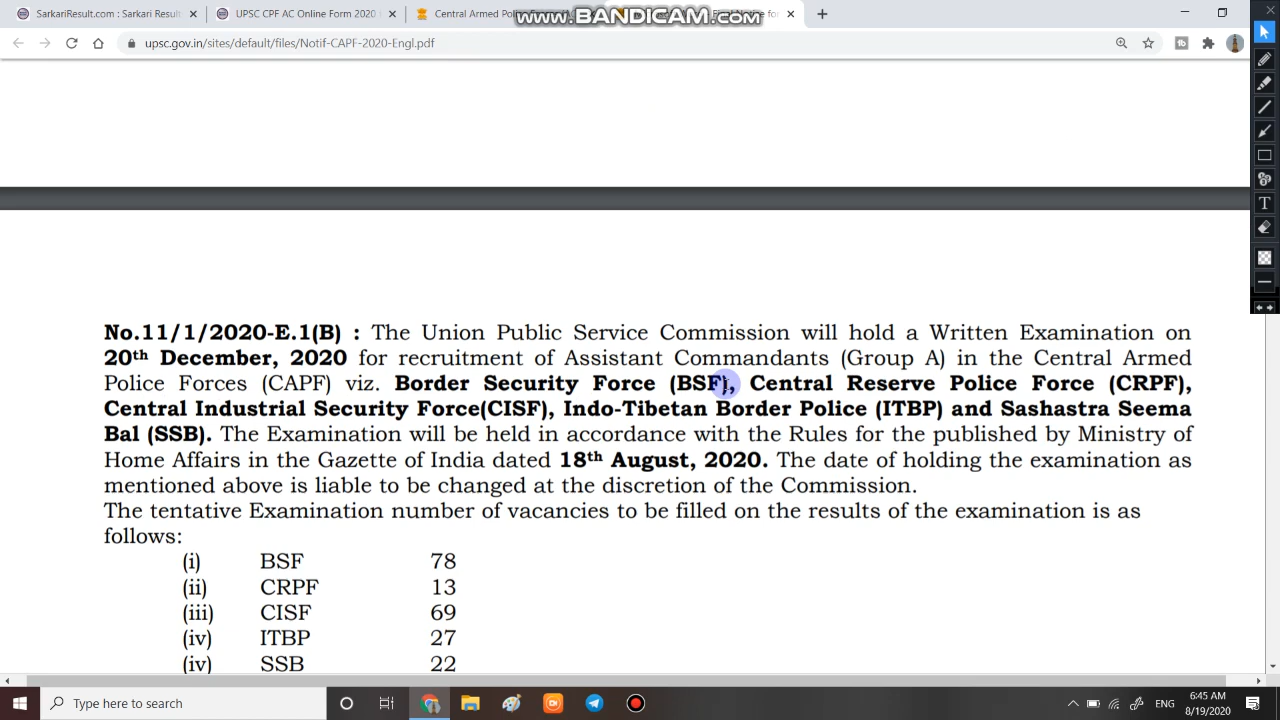 SarkariResult.com : Sarkari Result
UPSC CPF AC Online Form 2020
Central Armed Po
www.BANDICAM.com
upsc.gov.in/sites/default/files/Notif-CAPF-2020-Engl.pdf
No.11/1/2020-E.1(B) : The Union Public Service Commission will hold a Written Examination on
20th December, 2020 for recruitment of Assistant Commandants (Group A) in the Central Armed
Police Forces (CAPF) viz. Border Security Force (BSF), Central Reserve Police Force (CRPF),
Central Industrial Security Force(CISF), Indo-Tibetan Border Police (ITBP) and Sashastra Seema
Bal (SSB). The Examination will be held in accordance with the Rules for the published by Ministry of
Home Affairs in the Gazette of India dated 18th August, 2020. The date of holding the examination as
mentioned above is liable to be changed at the discretion of the Commission.
The tentative Examination number of vacancies to be filled on the results of the examination is as
follows:
(i) BSF 78
(ii) CRPF 13
(iii) CISF 69
(iv) ITBP 27
(iv) SSB 22
Type here to search
ENG
6:45 AM
8/19/2020